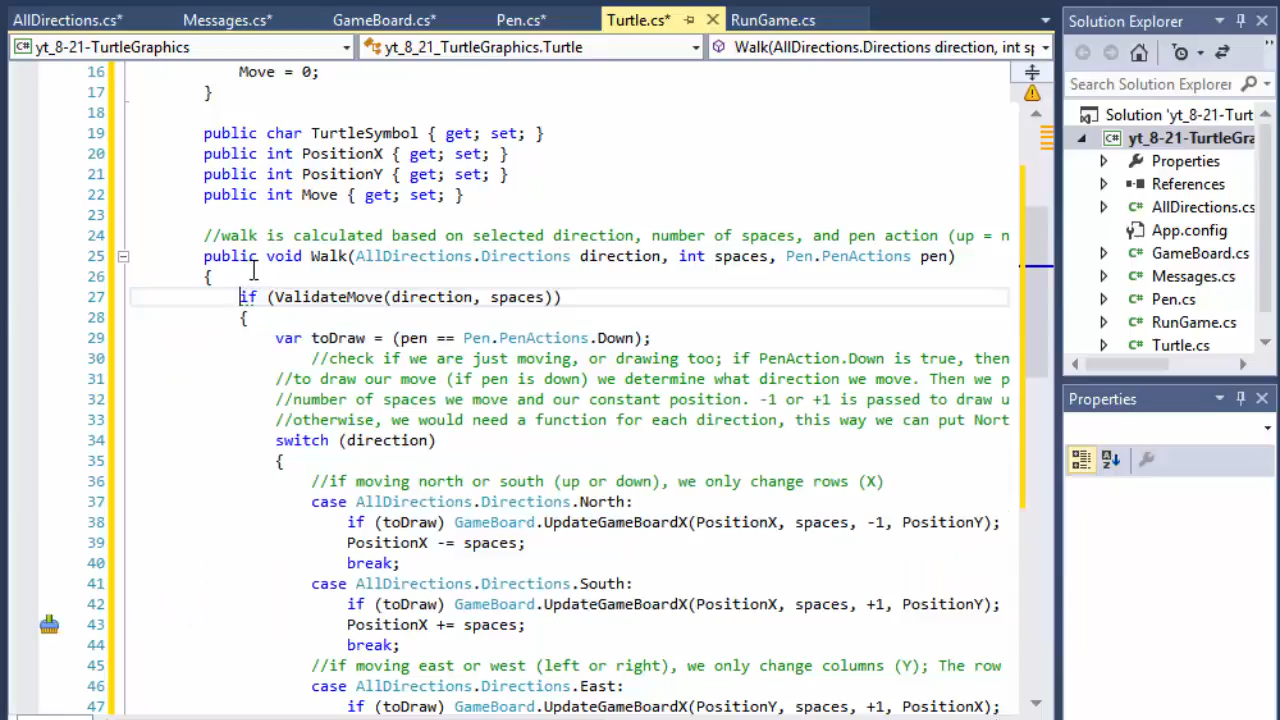 AllDirections.cs* Messages.cs* GameBoard.cs* Pen.cs* Turtle.cs* RunGame.cs
yt_8-21-TurtleGraphics yt_8_21_TurtleGraphics.Turtle Walk(AllDirections.Directions direction, int sp
16 Move = 0;
17 }
18
19 public char TurtleSymbol { get; set; }
20 public int PositionX { get; set; }
21 public int PositionY { get; set; }
22 public int Move { get; set; }
23
24 //walk is calculated based on selected direction, number of spaces, and pen action (up = n
25 public void Walk(AllDirections.Directions direction, int spaces, Pen.PenActions pen)
26 {
27 if (ValidateMove(direction, spaces))
28 {
29 var toDraw = (pen == Pen.PenActions.Down);
30 //check if we are just moving, or drawing too; if PenAction.Down is true, then
31 //to draw our move (if pen is down) we determine what direction we move. Then we p
32 //number of spaces we move and our constant position. -1 or +1 is passed to draw u
33 //otherwise, we would need a function for each direction, this way we can put Nort
34 switch (direction)
35 {
36 //if moving north or south (up or down), we only change rows (X)
37 case AllDirections.Directions.North:
38 if (toDraw) GameBoard.UpdateGameBoardX(PositionX, spaces, -1, PositionY);
39 PositionX -= spaces;
40 break;
41 case AllDirections.Directions.South:
42 if (toDraw) GameBoard.UpdateGameBoardX(PositionX, spaces, +1, PositionY);
43 PositionX += spaces;
44 break;
45 //if moving east or west (left or right), we only change columns (Y); The row
46 case AllDirections.Directions.East:
47 if (toDraw) GameBoard.UpdateGameBoardY(PositionY, spaces, +1, PositionX);
Solution Explorer
Search Solution Explorer
Solution 'yt_8-21-Turt
yt_8-21-TurtleGra
Properties
References
AllDirections.cs
App.config
GameBoard.cs
Messages.cs
Pen.cs
RunGame.cs
Turtle.cs
Properties